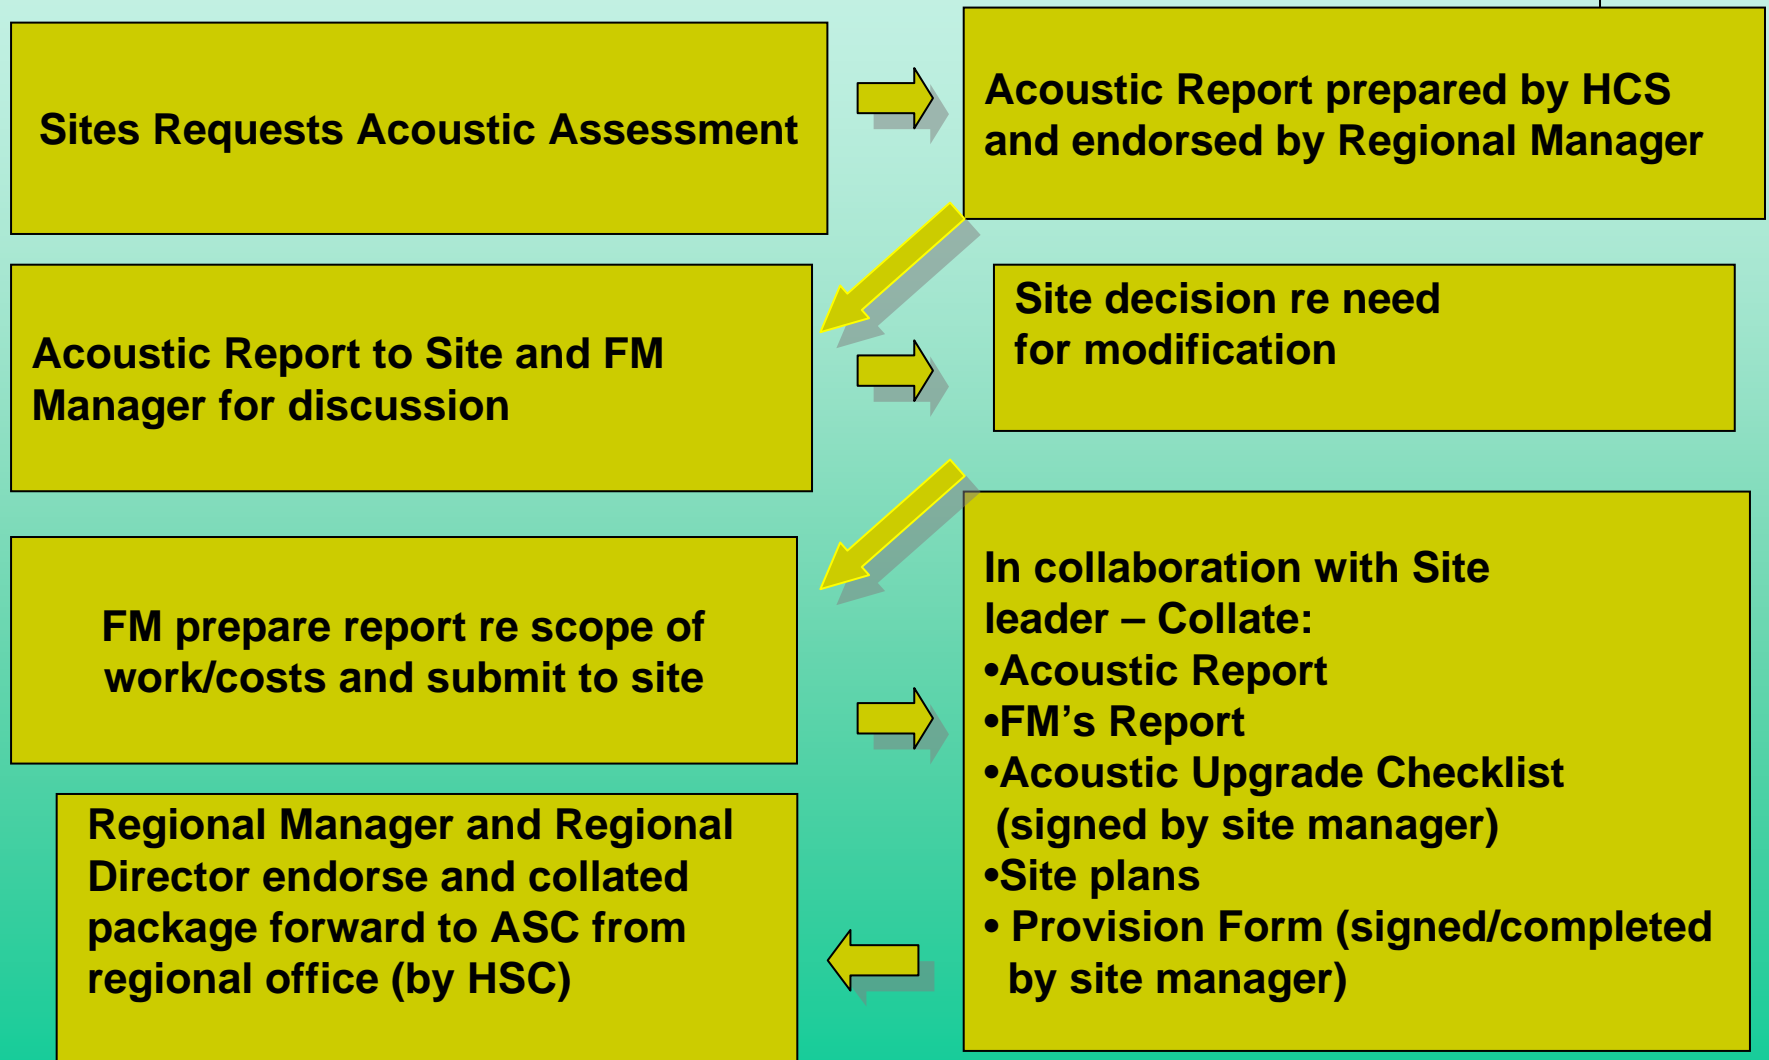 Sites Requests Acoustic Assessment
Acoustic Report prepared by HCS
and endorsed by Regional Manager
Acoustic Report to Site and FM
Manager for discussion
Site decision re need
for modification
FM prepare report re scope of
work/costs and submit to site
In collaboration with Site
leader – Collate:
•Acoustic Report
•FM’s Report
•Acoustic Upgrade Checklist
(signed by site manager)
•Site plans
• Provision Form (signed/completed
by site manager)
Regional Manager and Regional
Director endorse and collated
package forward to ASC from
regional office (by HSC)